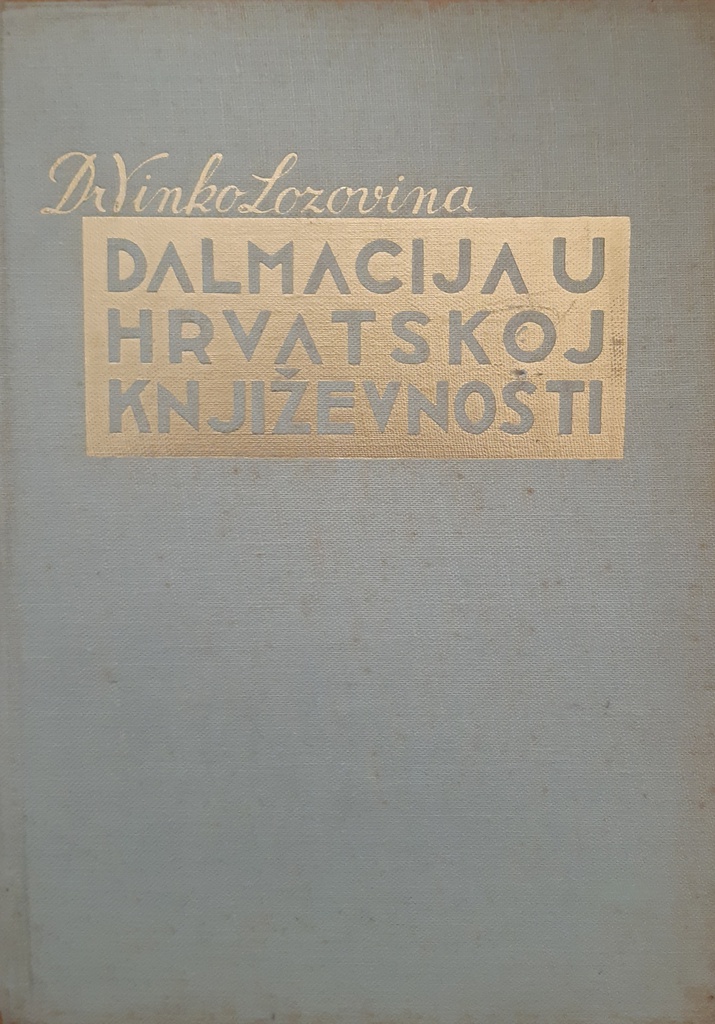 Dr Vinko Lozovina
DALMACIJA U
HRVATSKOJ
KNJIŽEVNOSTI